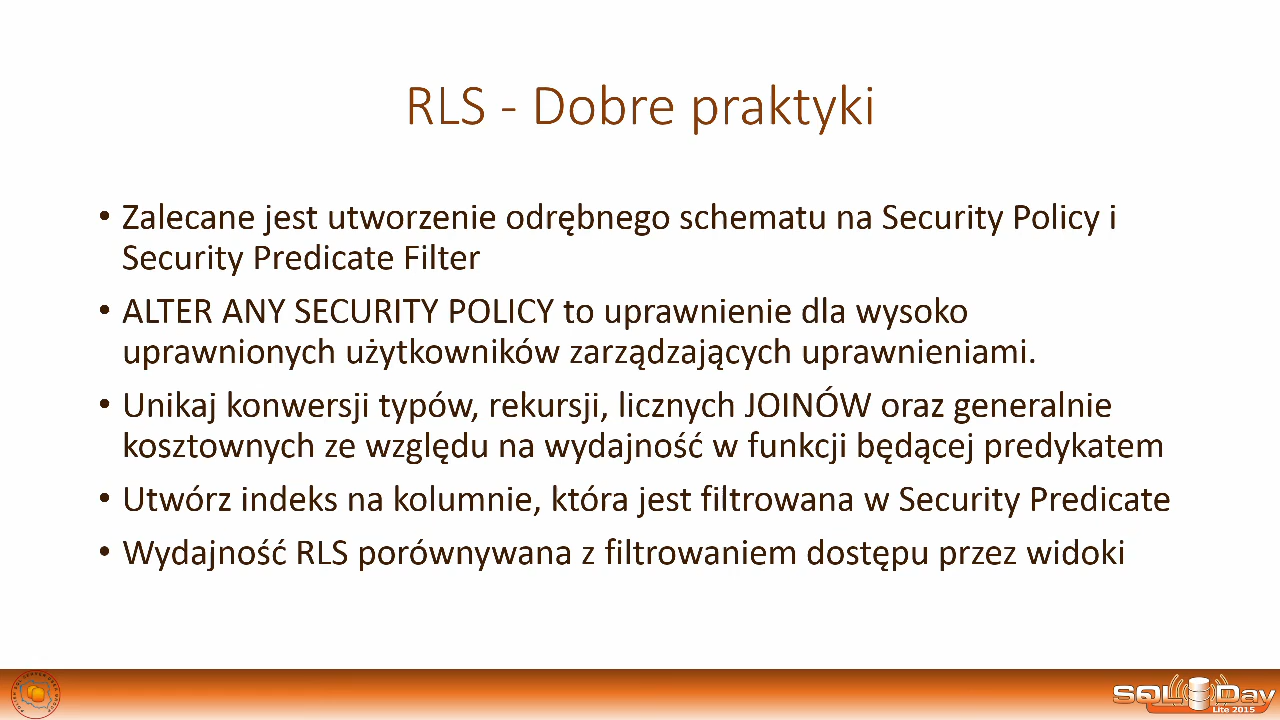 RLS - Dobre praktyki
• Zalecane jest utworzenie odrębnego schematu na Security Policy i
Security Predicate Filter
• ALTER ANY SECURITY POLICY to uprawnienie dla wysoko
uprawnionych użytkowników zarządzających uprawnieniami.
• Unikaj konwersji typów, rekursji, licznych JOINÓW oraz generalnie
kosztownych ze względu na wydajność w funkcji będącej predykatem
• Utwórz indeks na kolumnie, która jest filtrowana w Security Predicate
• Wydajność RLS porównywana z filtrowaniem dostępu przez widoki
SQL Day
Lite 2015